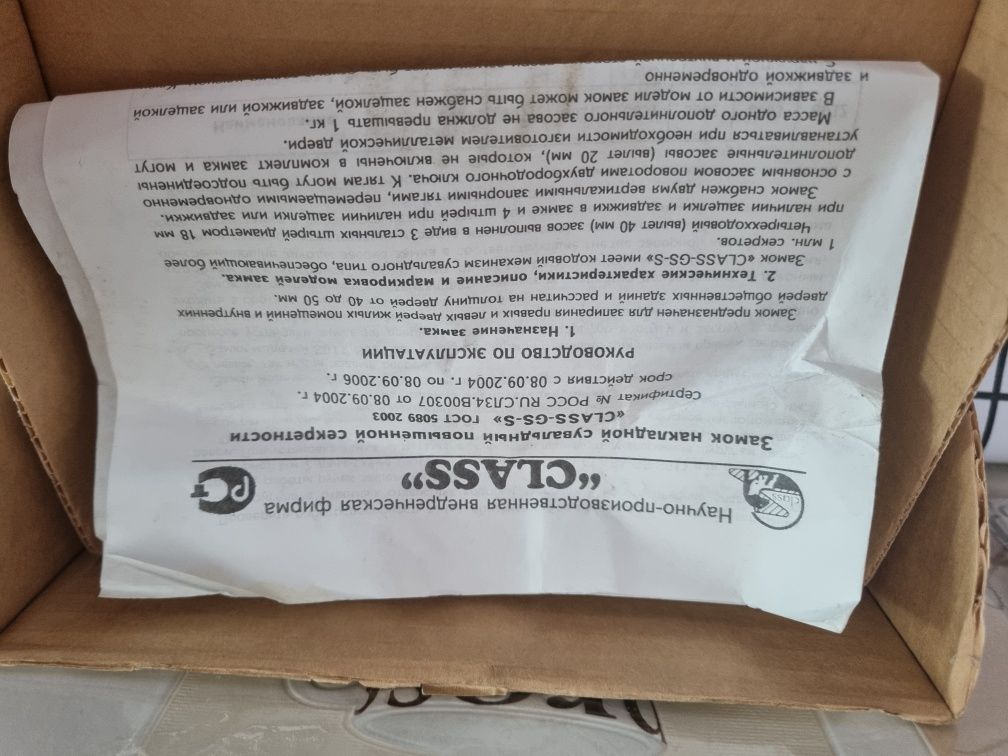 Научно-производственная внедренческая фирма
“CLASS”
class
РСТ
Замок накладной сувальдный повышенной секретности
«CLASS-GS-S» ГОСТ 5089 2003
Сертификат № РОСС RU.СЛ34.В00307 от 08.09.2004 г.
срок действия с 08.09.2004 г. по 08.09.2006 г.
РУКОВОДСТВО ПО ЭКСПЛУАТАЦИИ
1. Назначение замка.
Замок предназначен для запирания правых и левых дверей жилых помещений и внутренних
дверей общественных зданий и рассчитан на толщину дверей от 40 до 50 мм.
2. Технические характеристики, описание и маркировка моделей замка.
Замок «CLASS-GS-S» имеет кодовый механизм сувального типа, обеспечивающий более
1 млн. секретов.
Четырехходовый (вылет 40 мм) засов выполнен в виде 3 стальных штырей диаметром 18 мм
при наличии защелки и задвижки в замке и 4 штырей при наличии защелки или задвижки.
Замок снабжен двумя вертикальными запорными тягами, перемещаемыми одновременно
с основным засовом поворотами двухбородочного ключа. К тягам могут быть подсоединены
дополнительные засовы (вылет 20 мм), которые не включены в комплект замка и могут
устанавливаться при необходимости изготовителем металлической двери.
Масса одного дополнительного засова не должна превышать 1 кг.
В зависимости от модели замок может быть снабжен защелкой, задвижкой или защелкой
и задвижкой одновременно